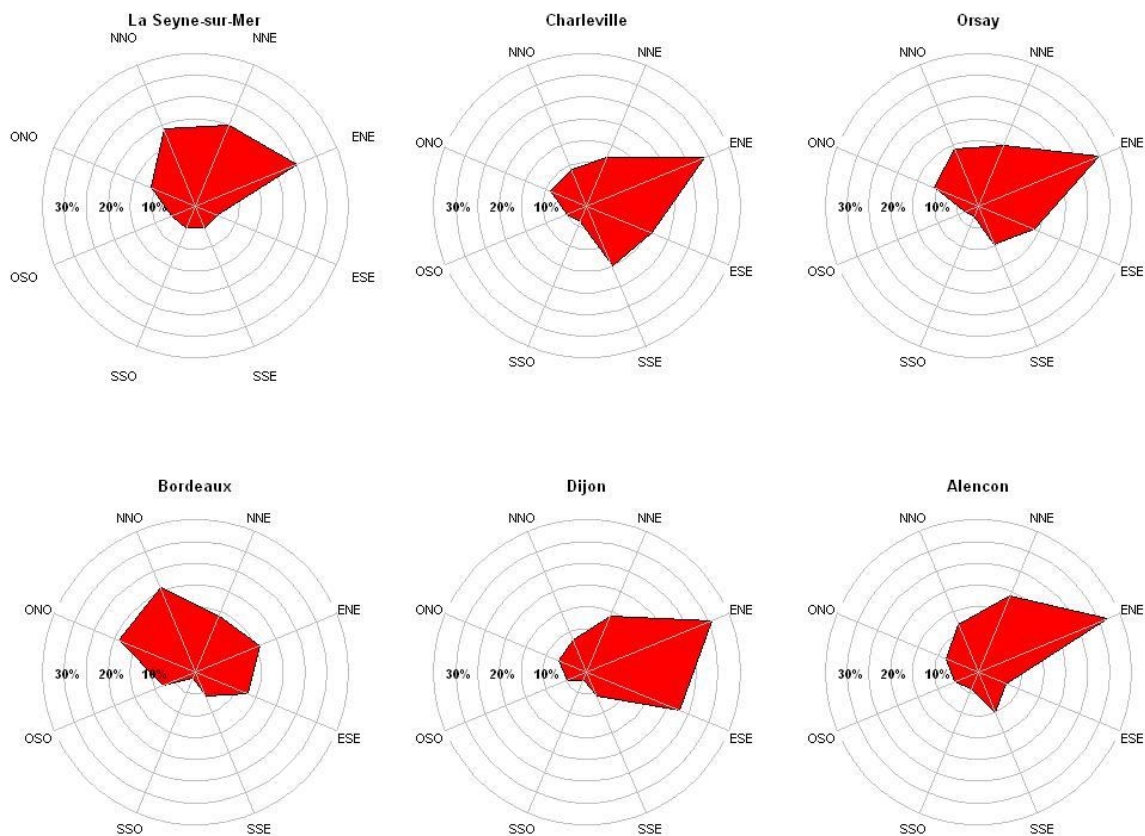 La Seyne-sur-Mer
NNO NNE
ONO ENE
30% 20% 10%
OSO ESE
SSO SSE
Charleville
NNO NNE
ONO ENE
30% 20% 10%
OSO ESE
SSO SSE
Orsay
NNO NNE
ONO ENE
30% 20% 10%
OSO ESE
SSO SSE
Bordeaux
NNO NNE
ONO ENE
30% 20% 10%
OSO ESE
SSO SSE
Dijon
NNO NNE
ONO ENE
30% 20% 10%
OSO ESE
SSO SSE
Alencon
NNO NNE
ONO ENE
30% 20% 10%
OSO ESE
SSO SSE